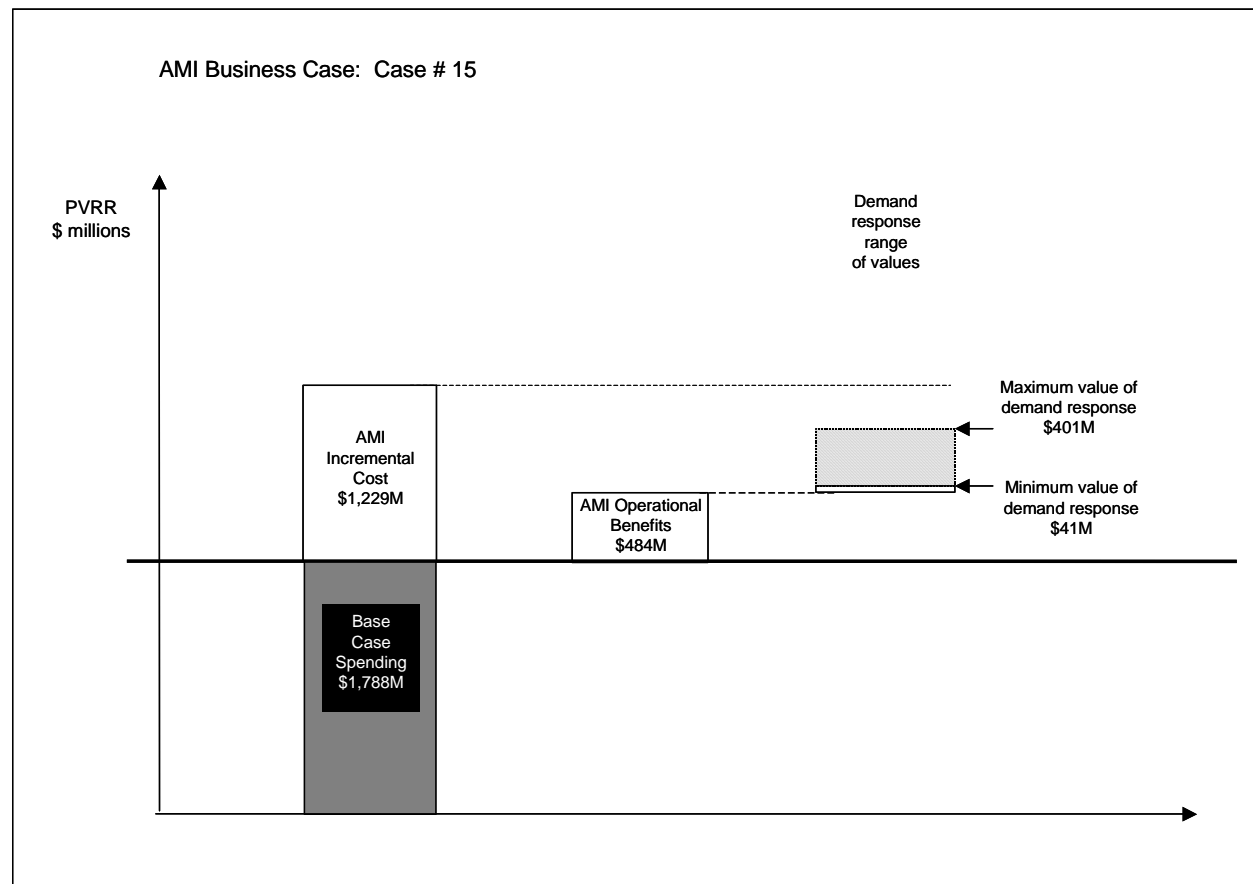 AMI Business Case:  Case # 15
PVRR
$ millions
Demand
response
range
of values
AMI
Incremental
Cost
$1,229M
AMI Operational
Benefits
$484M
Maximum value of
demand response
$401M
Minimum value of
demand response
$41M
Base
Case
Spending
$1,788M